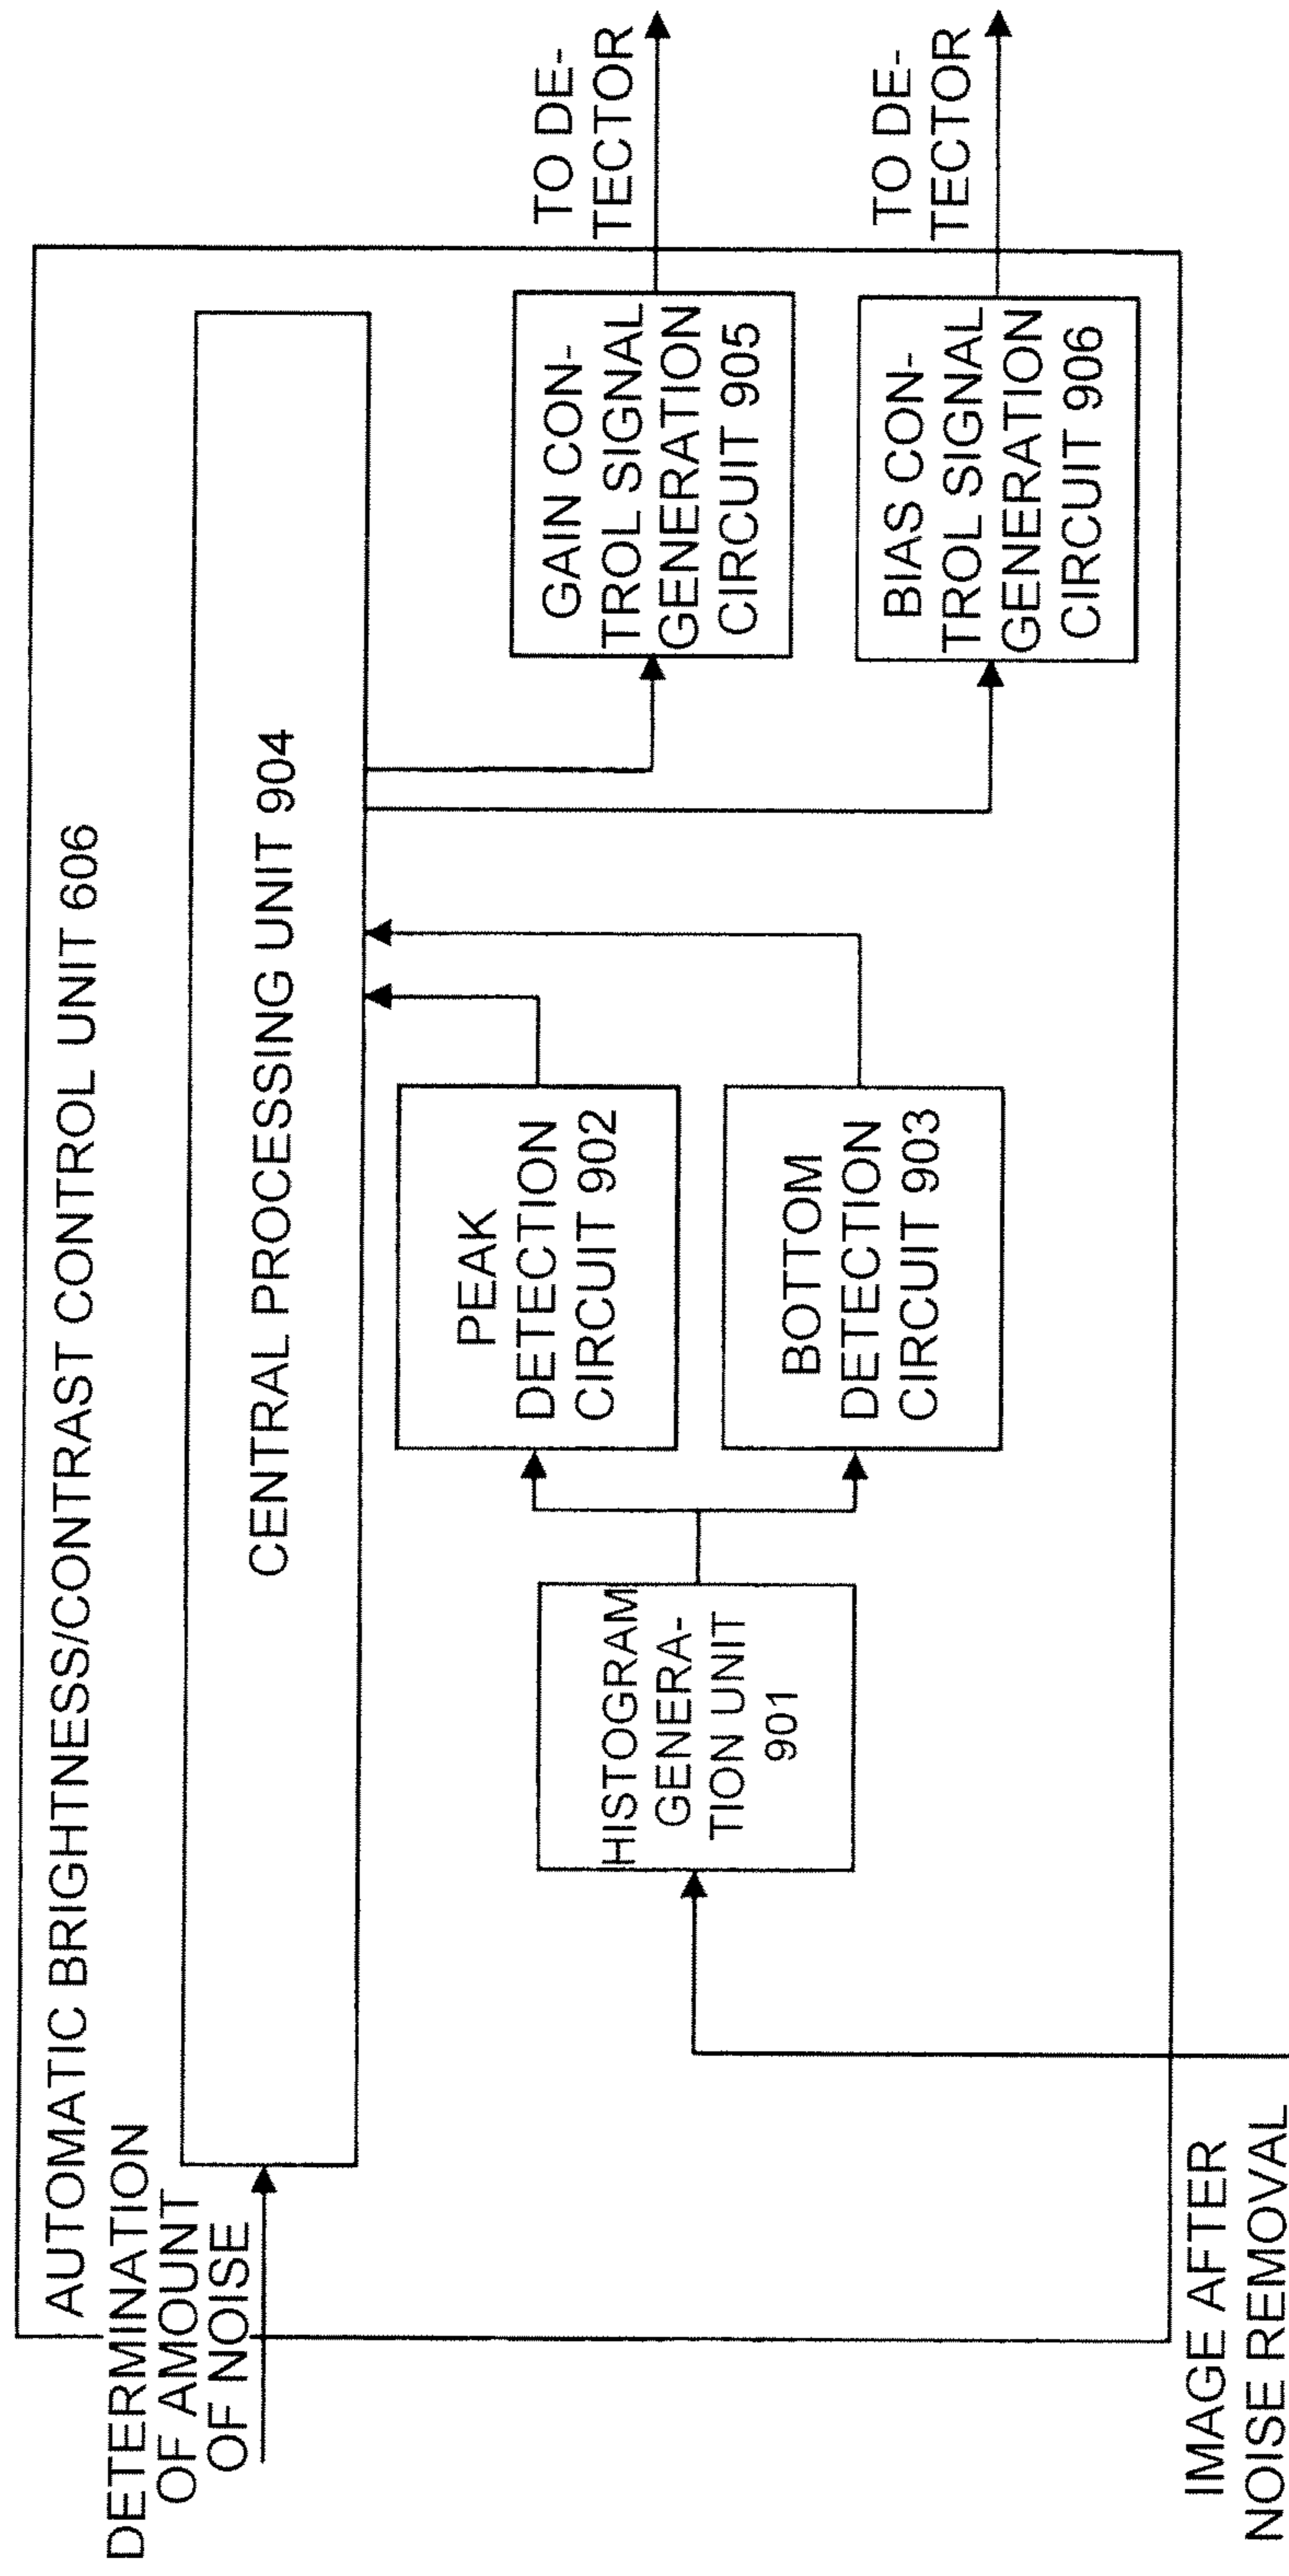 AUTOMATIC BRIGHTNESS/CONTRAST CONTROL UNIT 606
DETERMINATION
OF AMOUNT
OF NOISE
CENTRAL PROCESSING UNIT 904
HISTOGRAM
GENERA-
TION UNIT
901
PEAK
DETECTION
CIRCUIT 902
BOTTOM
DETECTION
CIRCUIT 903
GAIN CON-
TROL SIGNAL
GENERATION
CIRCUIT 905
BIAS CON-
TROL SIGNAL
GENERATION
CIRCUIT 906
TO DE-
TECTOR
TO DE-
TECTOR
IMAGE AFTER
NOISE REMOVAL